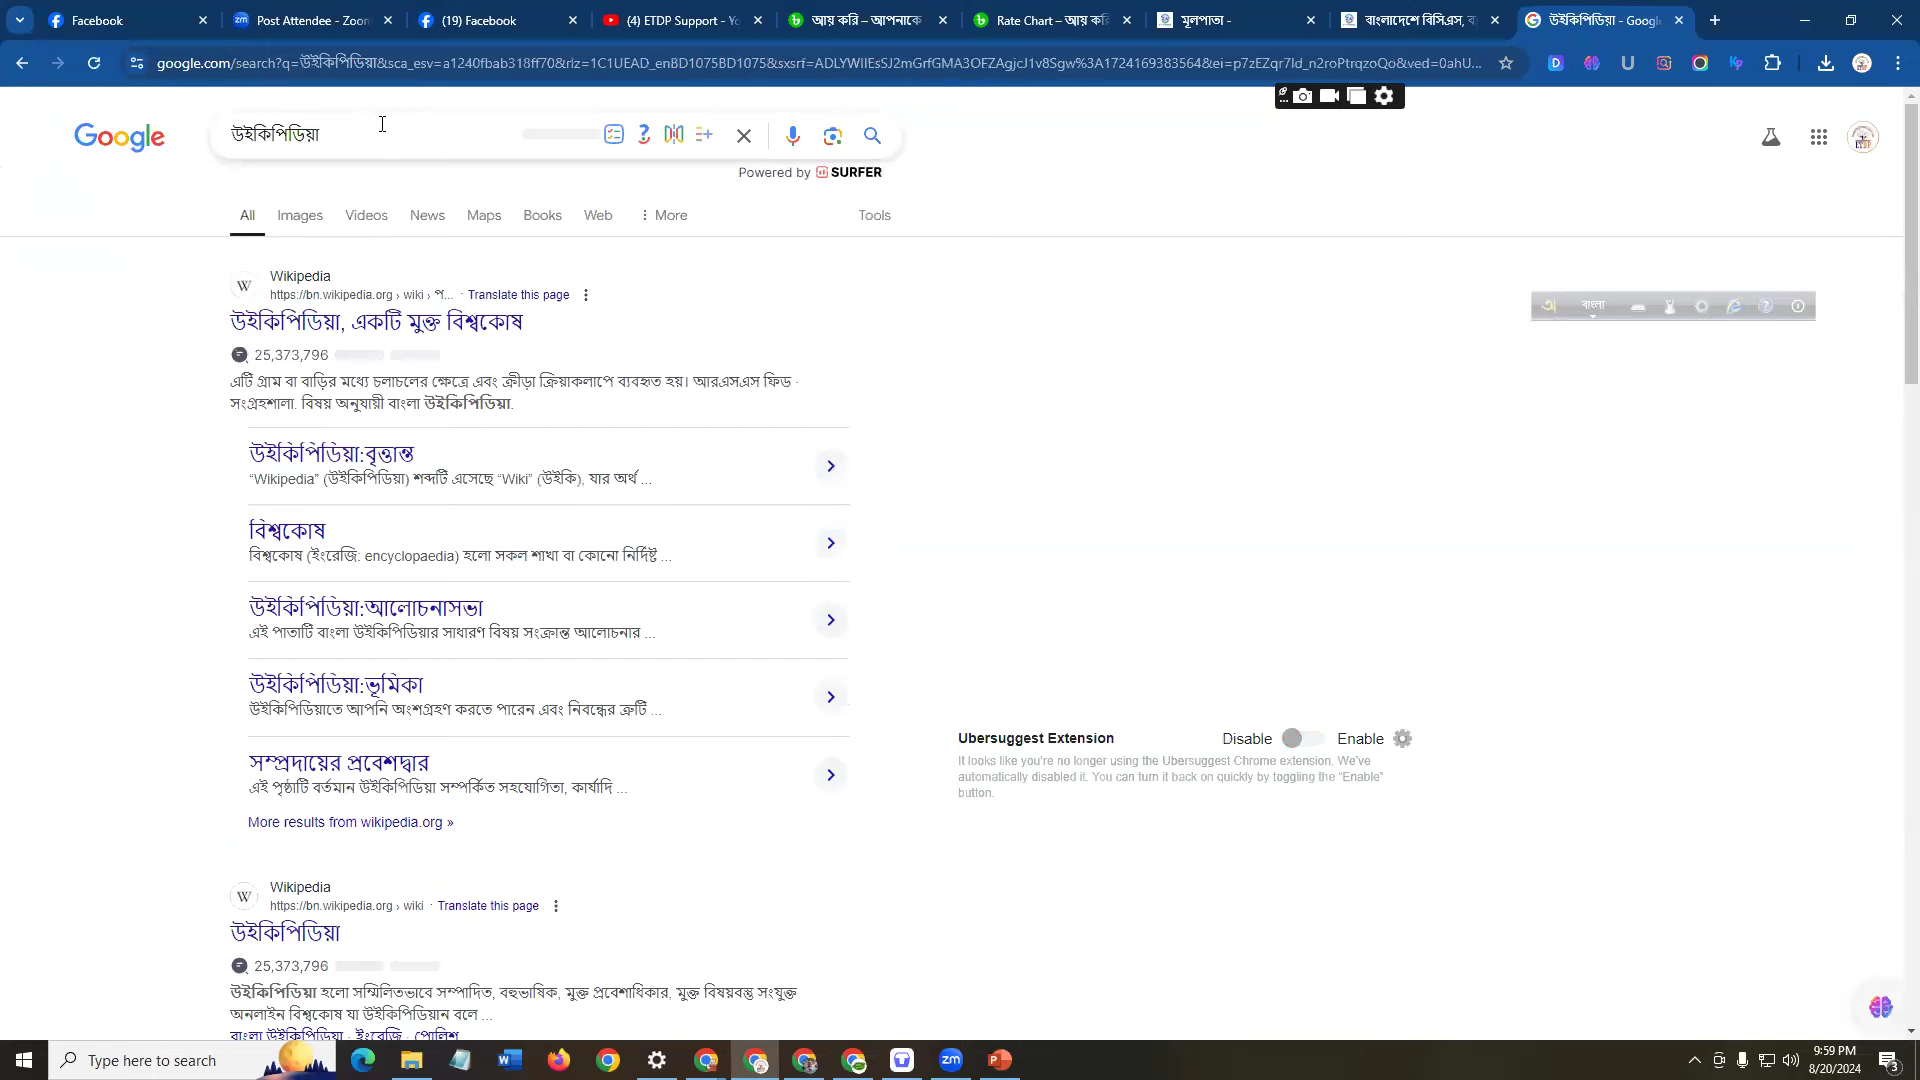 Facebook
Post Attendee - Zoom
(19) Facebook
(4) ETDP Support - Yo
আয় করি – আপনাকে
Rate Chart – আয় করি
মূলপাতা -
বাংলাদেশে বিসিএস, ব
উইকিপিডিয়া - Googl
google.com/search?q=উইকিপিডিয়া&sca_esv=a1240fbab318ff70&rlz=1C1UEAD_enBD1075BD1075&sxsrf=ADLYWIIEsSJ2mGrfGMA3OFZAgjcJ1v8Sgw%3A1724169383564&ei=p7zEZqr7Id_n2roPtrqzoQo&ved=0ahU...
Google
উইকিপিডিয়া
Powered by SURFER
All
Images
Videos
News
Maps
Books
Web
More
Tools
Wikipedia
https://bn.wikipedia.org › wiki › প... · Translate this page
উইকিপিডিয়া, একটি মুক্ত বিশ্বকোষ
25,373,796
এটি গ্রাম বা বাড়ির মধ্যে চলাচলের ক্ষেত্রে এবং ক্রীড়া ক্রিয়াকলাপে ব্যবহৃত হয়। আরএসএস ফিড ·
সংগ্রহশালা. বিষয় অনুযায়ী বাংলা উইকিপিডিয়া.
বাংলা
উইকিপিডিয়া:বৃত্তান্ত
“Wikipedia” (উইকিপিডিয়া) শব্দটি এসেছে “Wiki” (উইকি), যার অর্থ ...
বিশ্বকোষ
বিশ্বকোষ (ইংরেজি: encyclopaedia) হলো সকল শাখা বা কোনো নির্দিষ্ট ...
উইকিপিডিয়া:আলোচনাসভা
এই পাতাটি বাংলা উইকিপিডিয়ার সাধারণ বিষয় সংক্রান্ত আলোচনার ...
উইকিপিডিয়া:ভূমিকা
উইকিপিডিয়াতে আপনি অংশগ্রহণ করতে পারেন এবং নিবন্ধের ত্রুটি ...
সম্প্রদায়ের প্রবেশদ্বার
এই পৃষ্ঠাটি বর্তমান উইকিপিডিয়া সম্পর্কিত সহযোগিতা, কার্যাদি ...
More results from wikipedia.org »
Ubersuggest Extension
Disable
Enable
It looks like you're no longer using the Ubersuggest Chrome extension. We've
automatically disabled it. You can turn it back on quickly by toggling the “Enable”
button.
Wikipedia
https://bn.wikipedia.org › wiki · Translate this page
উইকিপিডিয়া
25,373,796
উইকিপিডিয়া হলো সম্মিলিতভাবে সম্পাদিত, বহুভাষিক, মুক্ত প্রবেশাধিকার, মুক্ত বিষয়বস্তু সংযুক্ত
অনলাইন বিশ্বকোষ যা উইকিপিডিয়ান বলে ...
বাংলা উইকিপিডিয়া · ইংরেজি · পোলিশ
Type here to search
9:59 PM
8/20/2024